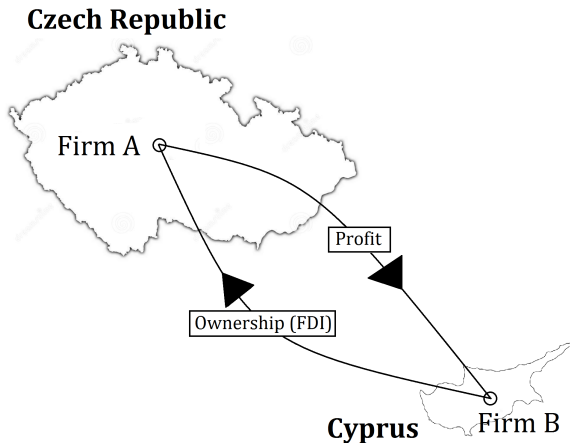 Czech Republic
Firm A
Profit
Ownership (FDI)
Firm B
Cyprus